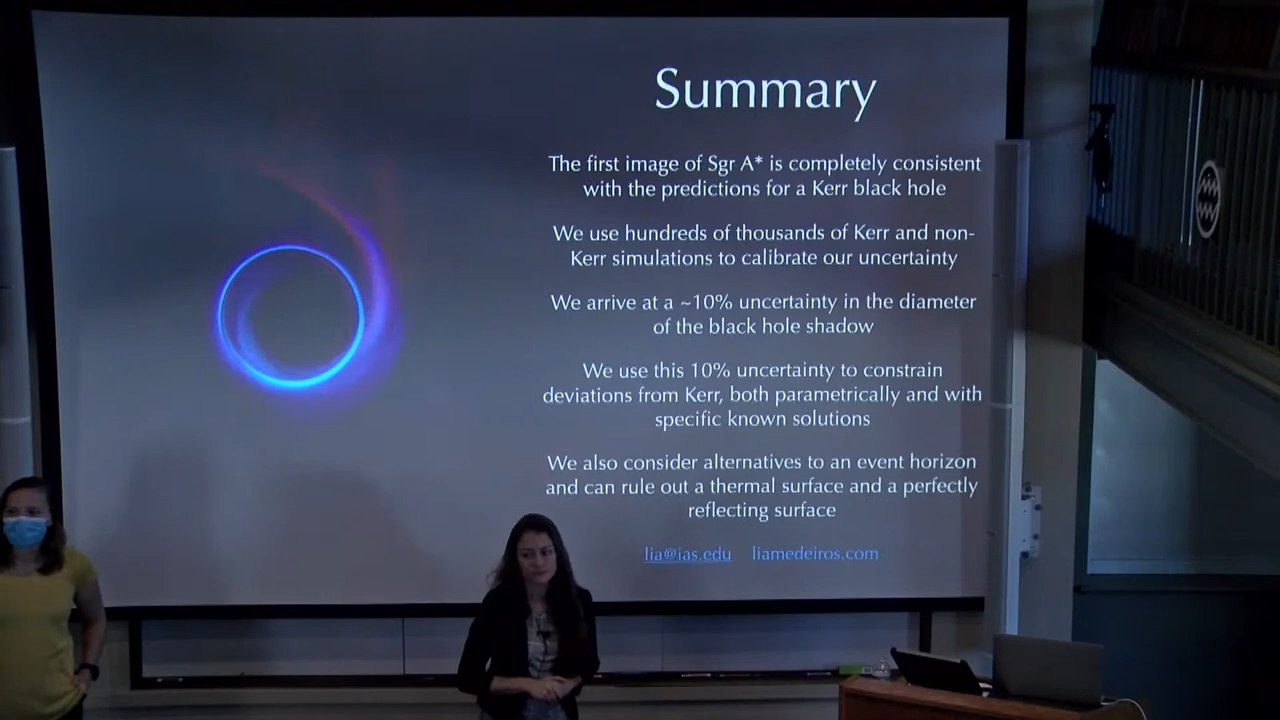 Summary
The first image of Sgr A* is completely consistent
with the predictions for a Kerr black hole
We use hundreds of thousands of Kerr and non-
Kerr simulations to calibrate our uncertainty
We arrive at a ~10% uncertainty in the diameter
of the black hole shadow
We use this 10% uncertainty to constrain
deviations from Kerr, both parametrically and with
specific known solutions
We also consider alternatives to an event horizon
and can rule out a thermal surface and a perfectly
reflecting surface
lia@ias.edu liamedeiros.com